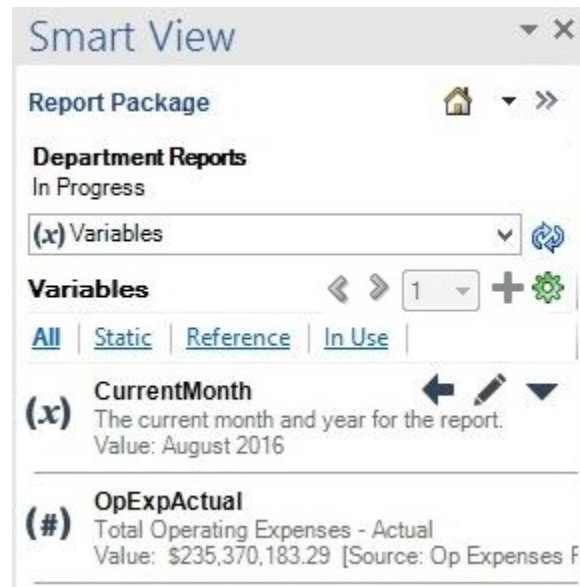 Smart View
Report Package
Department Reports
In Progress
(x) Variables
Variables 1
All Static Reference In Use
(x) CurrentMonth
The current month and year for the report.
Value: August 2016
(#) OpExpActual
Total Operating Expenses - Actual
Value: $235,370,183.29 [Source: Op Expenses